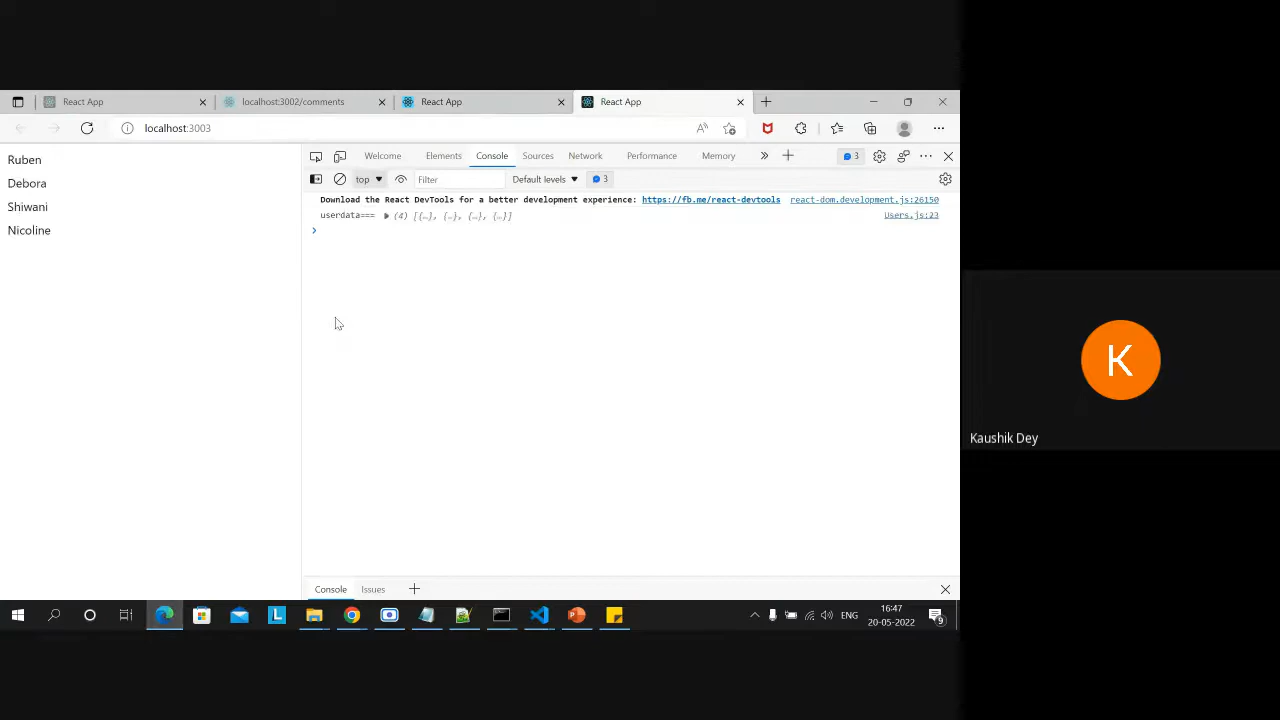 React App
localhost:3002/comments
React App
React App
localhost:3003
Ruben
Debora
Shiwani
Nicoline
Welcome Elements Console Sources Network Performance Memory 3
top Filter Default levels 3
Download the React DevTools for a better development experience: https://fb.me/react-devtools react-dom.development.js:26150
userdata=== (4) [{…}, {…}, {…}, {…}] Users.js:23
Console Issues
ENG
16:47
20-05-2022
9
K
Kaushik Dey